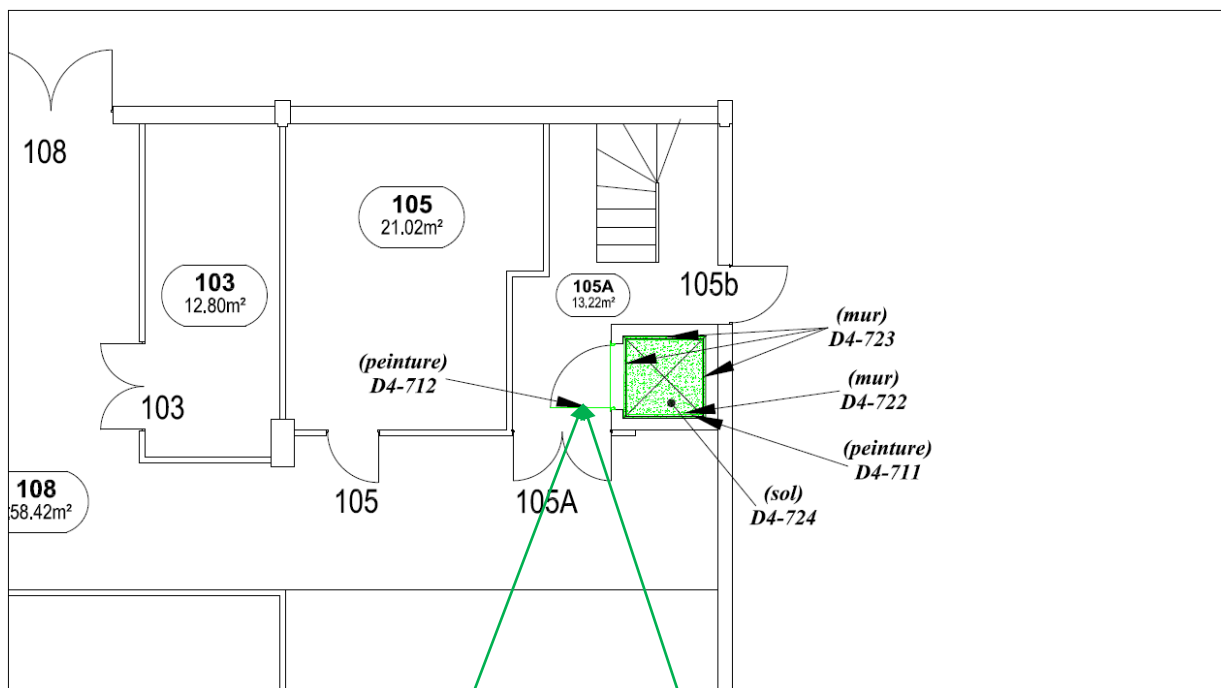 108
105
21.02m²
103
12.80m²
105A
13.22m²
105b
(mur)
D4-723
(peinture)
D4-712
(mur)
D4-722
103
(peinture)
D4-711
108
58.42m²
105
105A
(sol)
D4-724